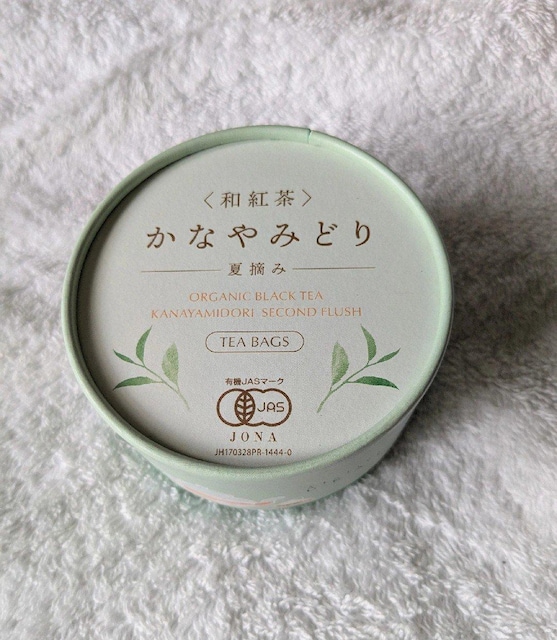 〈和紅茶〉
かなやみどり
夏摘み
ORGANIC BLACK TEA
KANAYAMIDORI SECOND FLUSH
TEA BAGS
有機JASマーク
JAS
JONA
JH170328PR-1444-0